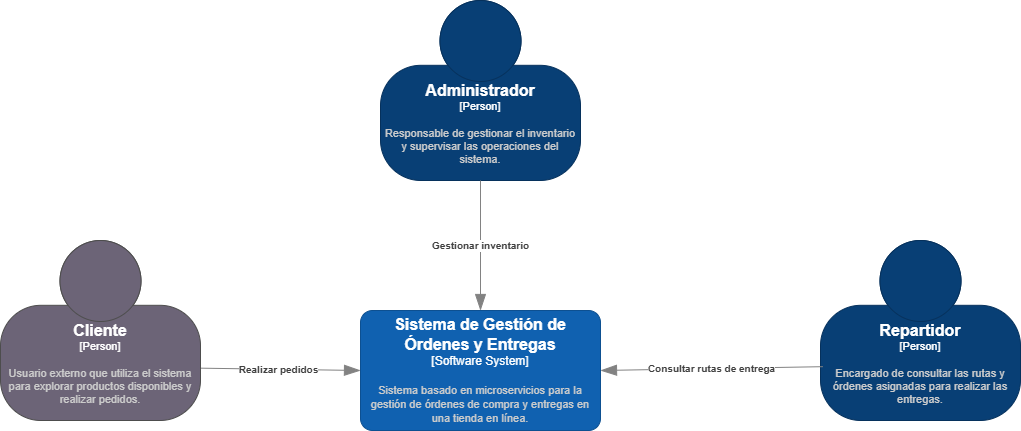 Administrador
[Person]
Responsable de gestionar el inventario
y supervisar las operaciones del
sistema.
Gestionar inventario
Cliente
[Person]
Usuario externo que utiliza el sistema
para explorar productos disponibles y
realizar pedidos.
Realizar pedidos
Sistema de Gestión de
Órdenes y Entregas
[Software System]
Sistema basado en microservicios para la
gestión de órdenes de compra y entregas en
una tienda en línea.
Consultar rutas de entrega
Repartidor
[Person]
Encargado de consultar las rutas y
órdenes asignadas para realizar las
entregas.